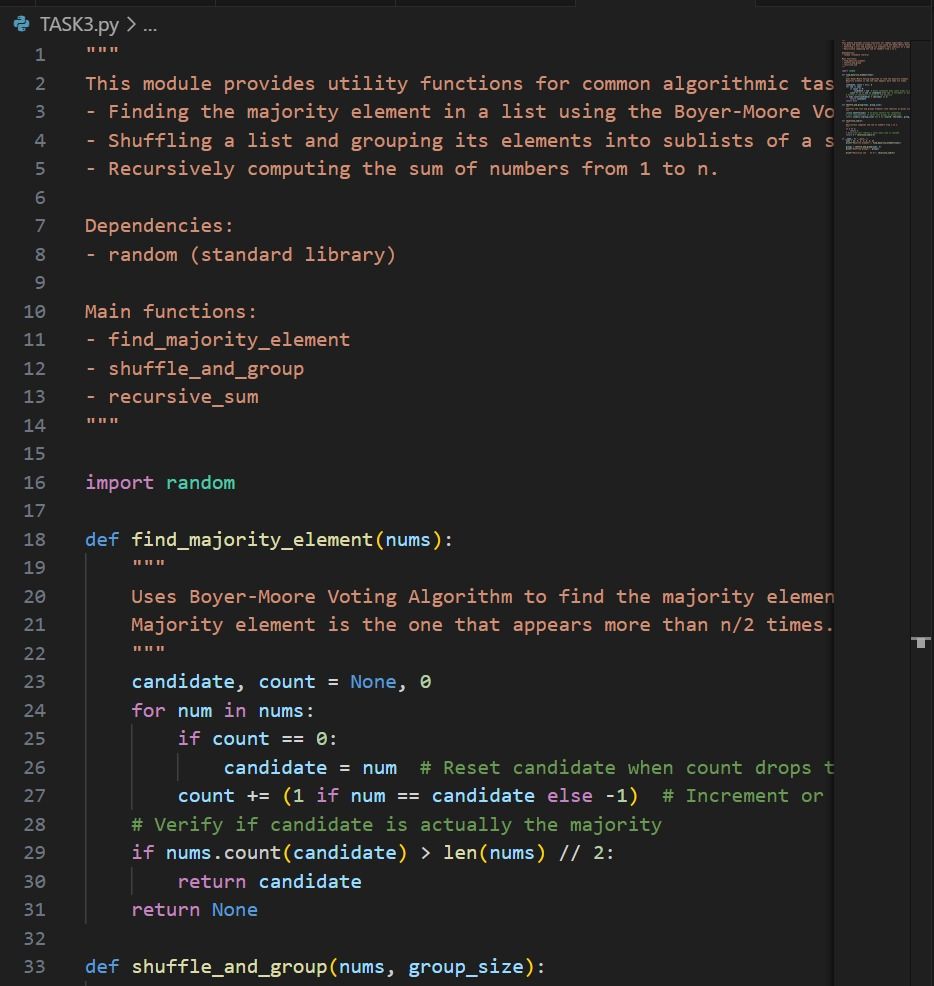 TASK3.py > ...
1 """
2 This module provides utility functions for common algorithmic tas
3 - Finding the majority element in a list using the Boyer-Moore Vo
4 - Shuffling a list and grouping its elements into sublists of a s
5 - Recursively computing the sum of numbers from 1 to n.
6
7 Dependencies:
8 - random (standard library)
9
10 Main functions:
11 - find_majority_element
12 - shuffle_and_group
13 - recursive_sum
14 """
15
16 import random
17
18 def find_majority_element(nums):
19     """
20     Uses Boyer-Moore Voting Algorithm to find the majority elemen
21     Majority element is the one that appears more than n/2 times.
22     """
23     candidate, count = None, 0
24     for num in nums:
25         if count == 0:
26             candidate = num  # Reset candidate when count drops t
27         count += (1 if num == candidate else -1)  # Increment or
28     # Verify if candidate is actually the majority
29     if nums.count(candidate) > len(nums) // 2:
30         return candidate
31     return None
32
33 def shuffle_and_group(nums, group_size):